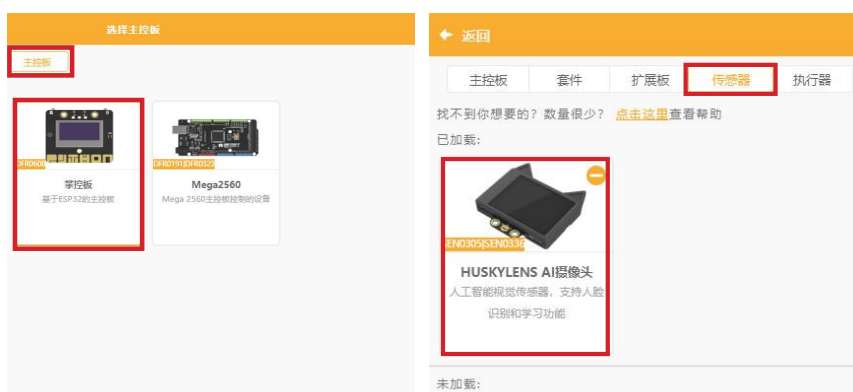 选择主控板
主控板
DFR0608
掌控板
基于ESP32的主控板
DFR0191|DFR0323
Mega2560
Mega 2560主控板控制的设备
返回
主控板 套件 扩展板 传感器 执行器
找不到你想要的？数量很少？ 点击这里查看帮助
已加载:
SEN0305|SEN0336
HUSKYLENS AI摄像头
人工智能视觉传感器，支持人脸
识别和学习功能
未加载: